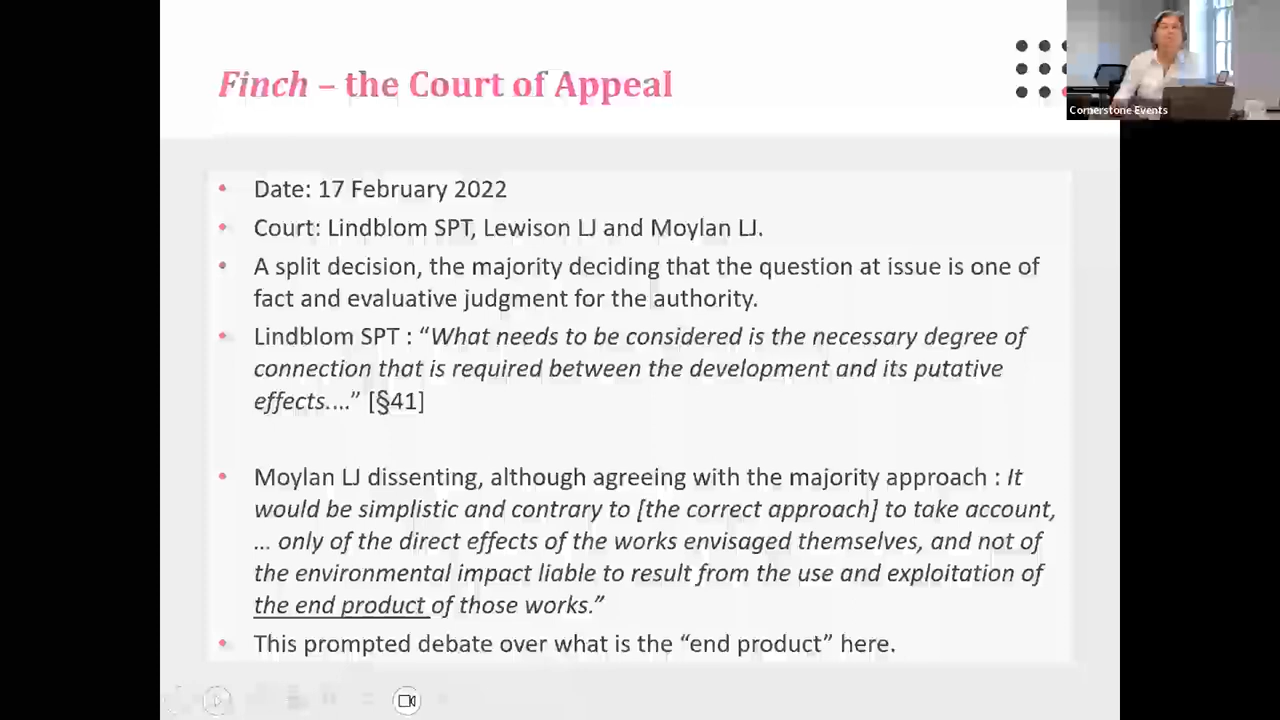 Finch – the Court of Appeal
Cornerstone Events
• Date: 17 February 2022
• Court: Lindblom SPT, Lewison LJ and Moylan LJ.
• A split decision, the majority deciding that the question at issue is one of
fact and evaluative judgment for the authority.
• Lindblom SPT : “What needs to be considered is the necessary degree of
connection that is required between the development and its putative
effects.…” [§41]
• Moylan LJ dissenting, although agreeing with the majority approach : It
would be simplistic and contrary to [the correct approach] to take account,
… only of the direct effects of the works envisaged themselves, and not of
the environmental impact liable to result from the use and exploitation of
the end product of those works.”
• This prompted debate over what is the “end product” here.